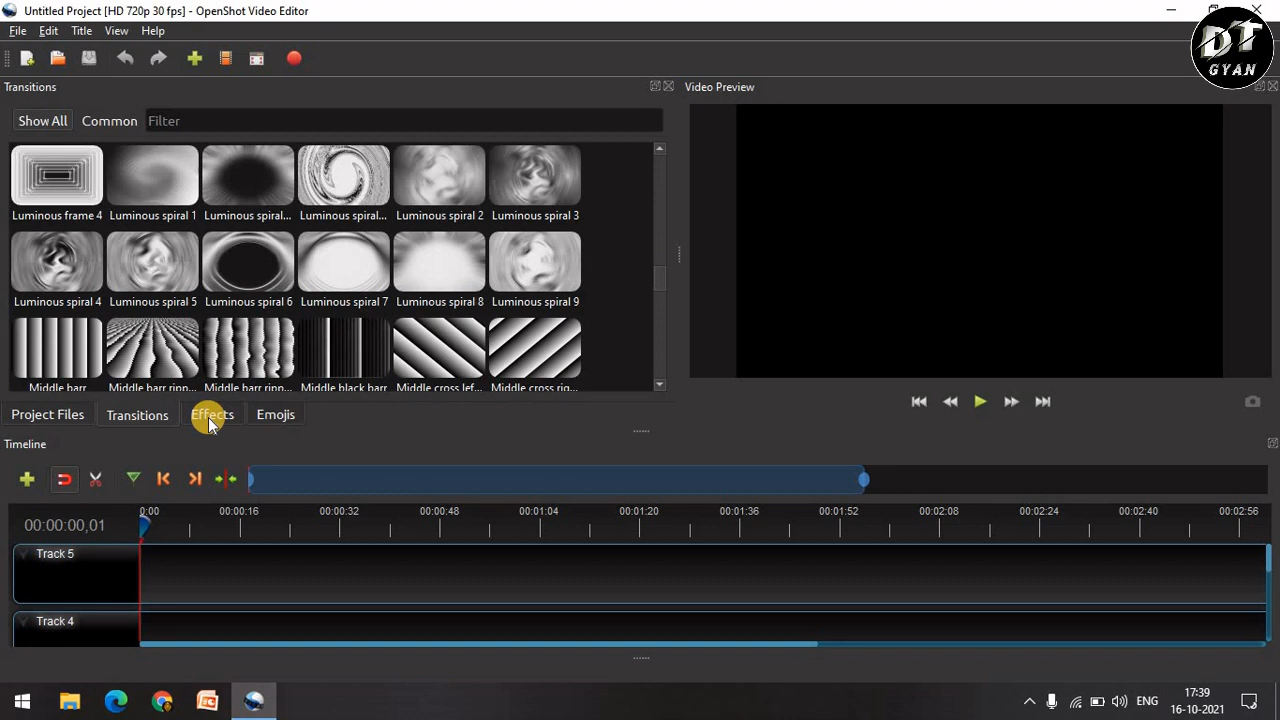 Untitled Project [HD 720p 30 fps] - OpenShot Video Editor
File Edit Title View Help
DT
GYAN
Transitions
Video Preview
Show All Common Filter
Luminous frame 4 Luminous spiral 1 Luminous spiral... Luminous spiral... Luminous spiral 2 Luminous spiral 3
Luminous spiral 4 Luminous spiral 5 Luminous spiral 6 Luminous spiral 7 Luminous spiral 8 Luminous spiral 9
Middle barr Middle barr ripp... Middle barr ripp... Middle black barr Middle cross lef... Middle cross rig...
Project Files Transitions Effects Emojis
Timeline
00:00:00,01
0:00 00:00:16 00:00:32 00:00:48 00:01:04 00:01:20 00:01:36 00:01:52 00:02:08 00:02:24 00:02:40 00:02:56
Track 5
Track 4
ENG
17:39
16-10-2021